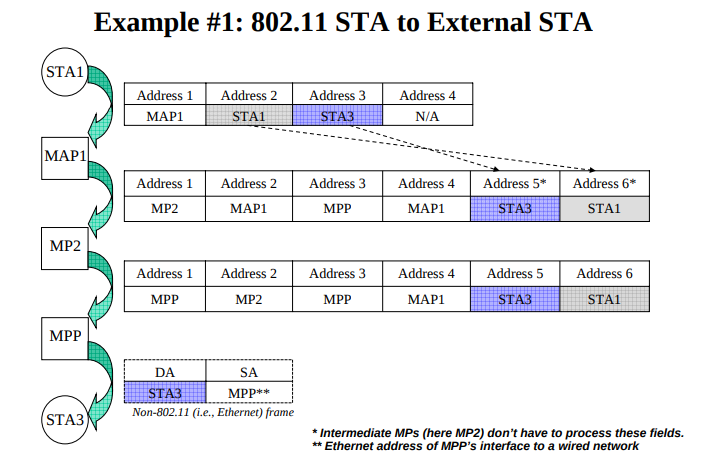 Example #1: 802.11 STA to External STA
STA1
Address 1 Address 2 Address 3 Address 4
MAP1 STA1 STA3 N/A
MAP1
Address 1 Address 2 Address 3 Address 4 Address 5* Address 6*
MP2 MAP1 MPP MAP1 STA3 STA1
MP2
Address 1 Address 2 Address 3 Address 4 Address 5 Address 6
MPP MP2 MPP MAP1 STA3 STA1
MPP
DA SA
STA3 MPP**
Non-802.11 (i.e., Ethernet) frame
STA3
* Intermediate MPs (here MP2) don’t have to process these fields.
** Ethernet address of MPP’s interface to a wired network